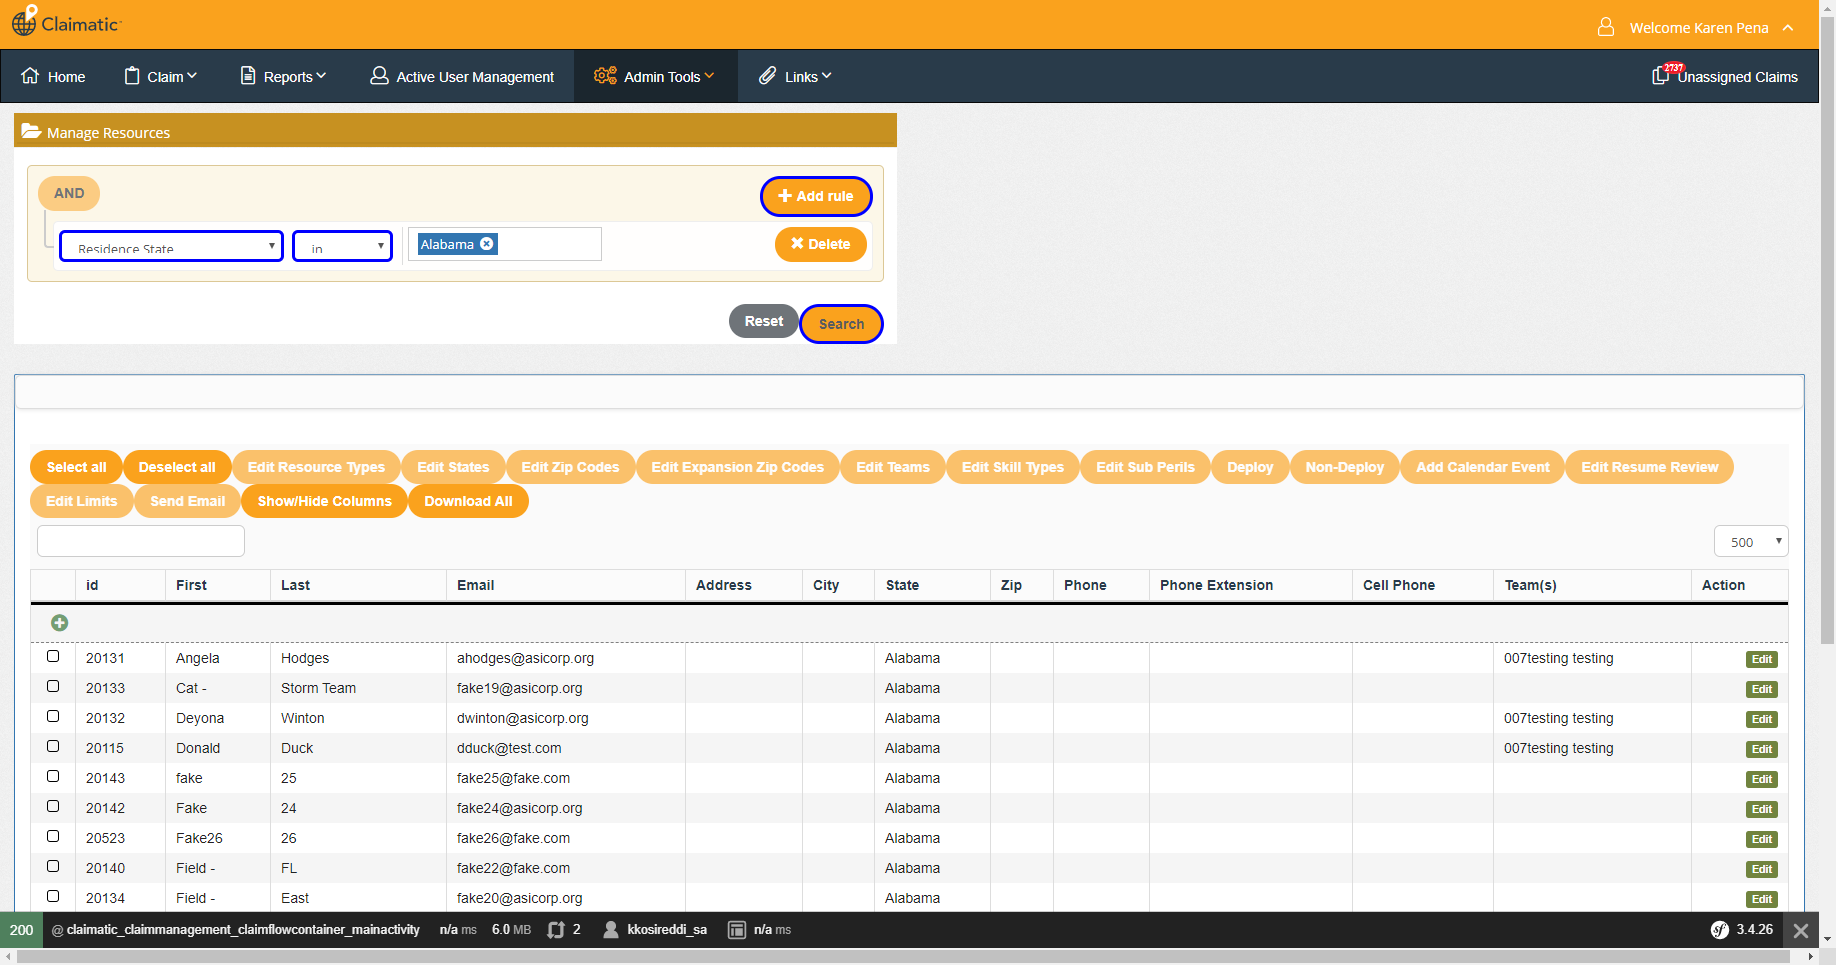 Claimatic
Welcome Karen Pena
Home Claim Reports Active User Management Admin Tools Links 2737 Unassigned Claims
Manage Resources
AND + Add rule
Residence State in Alabama Delete
Reset Search
Select all Deselect all Edit Resource Types Edit States Edit Zip Codes Edit Expansion Zip Codes Edit Teams Edit Skill Types Edit Sub Perils Deploy Non-Deploy Add Calendar Event Edit Resume Review
Edit Limits Send Email Show/Hide Columns Download All
500
id First Last Email Address City State Zip Phone Phone Extension Cell Phone Team(s) Action
20131 Angela Hodges ahodges@asicorp.org Alabama 007testing testing Edit
20133 Cat - Storm Team fake19@asicorp.org Alabama Edit
20132 Deyona Winton dwinton@asicorp.org Alabama 007testing testing Edit
20115 Donald Duck dduck@test.com Alabama 007testing testing Edit
20143 fake 25 fake25@fake.com Alabama Edit
20142 Fake 24 fake24@asicorp.org Alabama Edit
20523 Fake26 26 fake26@fake.com Alabama Edit
20140 Field - FL fake22@fake.com Alabama Edit
20134 Field - East fake20@asicorp.org Alabama Edit
200 @ claimatic_claimmanagement_claimflowcontainer_mainactivity n/a ms 6.0 MB 2 kkosireddi_sa n/a ms sf 3.4.26